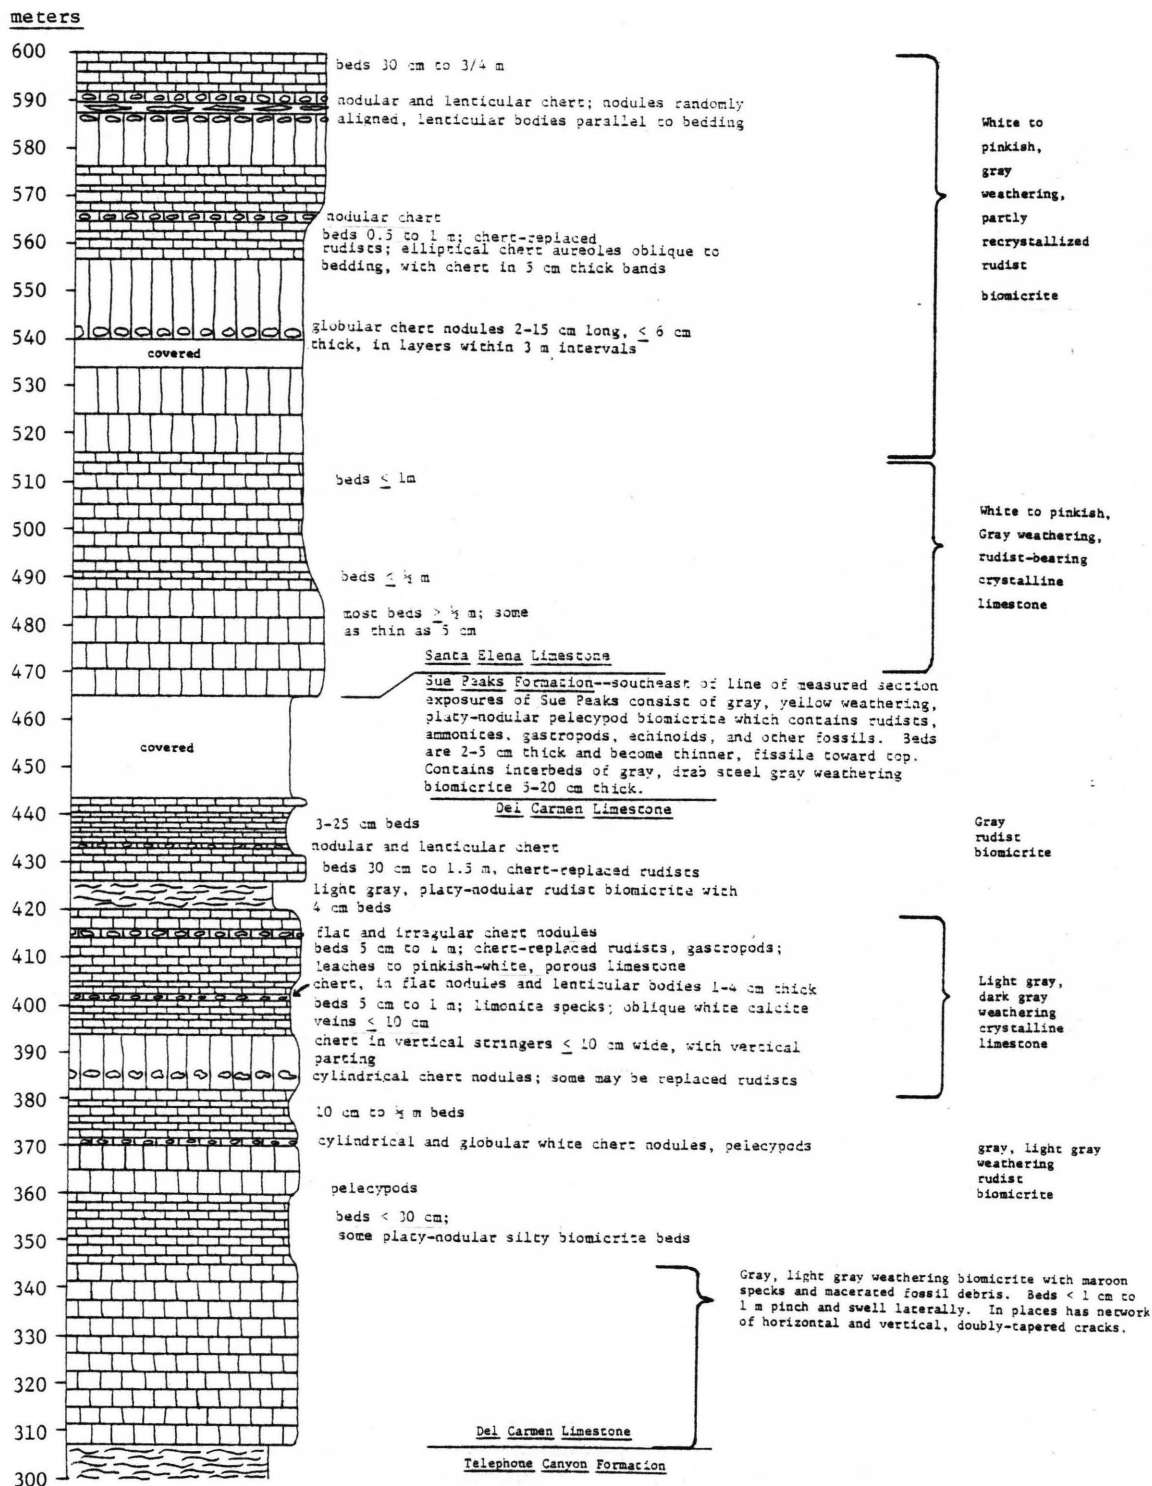 meters
600
beds 30 cm to 3/4 m
590
nodular and lenticular chert; nodules randomly
aligned, lenticular bodies parallel to bedding
580
570
nodular chart
560
beds 0.5 to 1 m; chert-replaced
rudists; elliptical chert aureoles oblique to
bedding, with chert in 5 cm thick bands
550
globular chert nodules 2-15 cm long, ≤ 6 cm
thick, in layers within 3 m intervals
540
covered
530
520
White to
pinkish,
gray
weathering,
partly
recrystallized
rudist
biomicrite
510
beds ≤ 1m
500
490
beds ≤ ½ m
480
most beds ≥ ½ m; some
as thin as 5 cm
470
White to pinkish,
Gray weathering,
rudist-bearing
crystalline
limestone
Santa Elena Limestone
Sue Peaks Formation--southeast of line of measured section
exposures of Sue Peaks consist of gray, yellow weathering,
platy-nodular pelecypod biomicrite which contains rudists,
ammonites, gastropods, echinoids, and other fossils. Beds
are 2-5 cm thick and become thinner, fissile toward top.
Contains interbeds of gray, drab steel gray weathering
biomicrite 5-20 cm thick.
460
covered
450
Del Carmen Limestone
440
3-25 cm beds
nodular and lenticular chert
Gray
rudist
biomicrite
430
beds 30 cm to 1.5 m, chert-replaced rudists
light gray, platy-nodular rudist biomicrite with
4 cm beds
420
flat and irregular chert nodules
beds 5 cm to 1 m; chert-replaced rudists, gastropods;
leaches to pinkish-white, porous limestone
410
chert, in flat nodules and lenticular bodies 1-4 cm thick
400
beds 5 cm to 1 m; limonite specks; oblique white calcite
veins ≤ 10 cm
chert in vertical stringers ≤ 10 cm wide, with vertical
parting
390
cylindrical chert nodules; some may be replaced rudists
Light gray,
dark gray
weathering
crystalline
limestone
380
10 cm to ½ m beds
370
cylindrical and globular white chert nodules, pelecypods
gray, light gray
weathering
rudist
biomicrite
360
pelecypods
beds < 30 cm;
some platy-nodular silty biomicrite beds
350
340
Gray, light gray weathering biomicrite with maroon
specks and macerated fossil debris. Beds < 1 cm to
1 m pinch and swell laterally. In places has network
of horizontal and vertical, doubly-tapered cracks.
330
320
310
Del Carmen Limestone
Telephone Canyon Formation
300